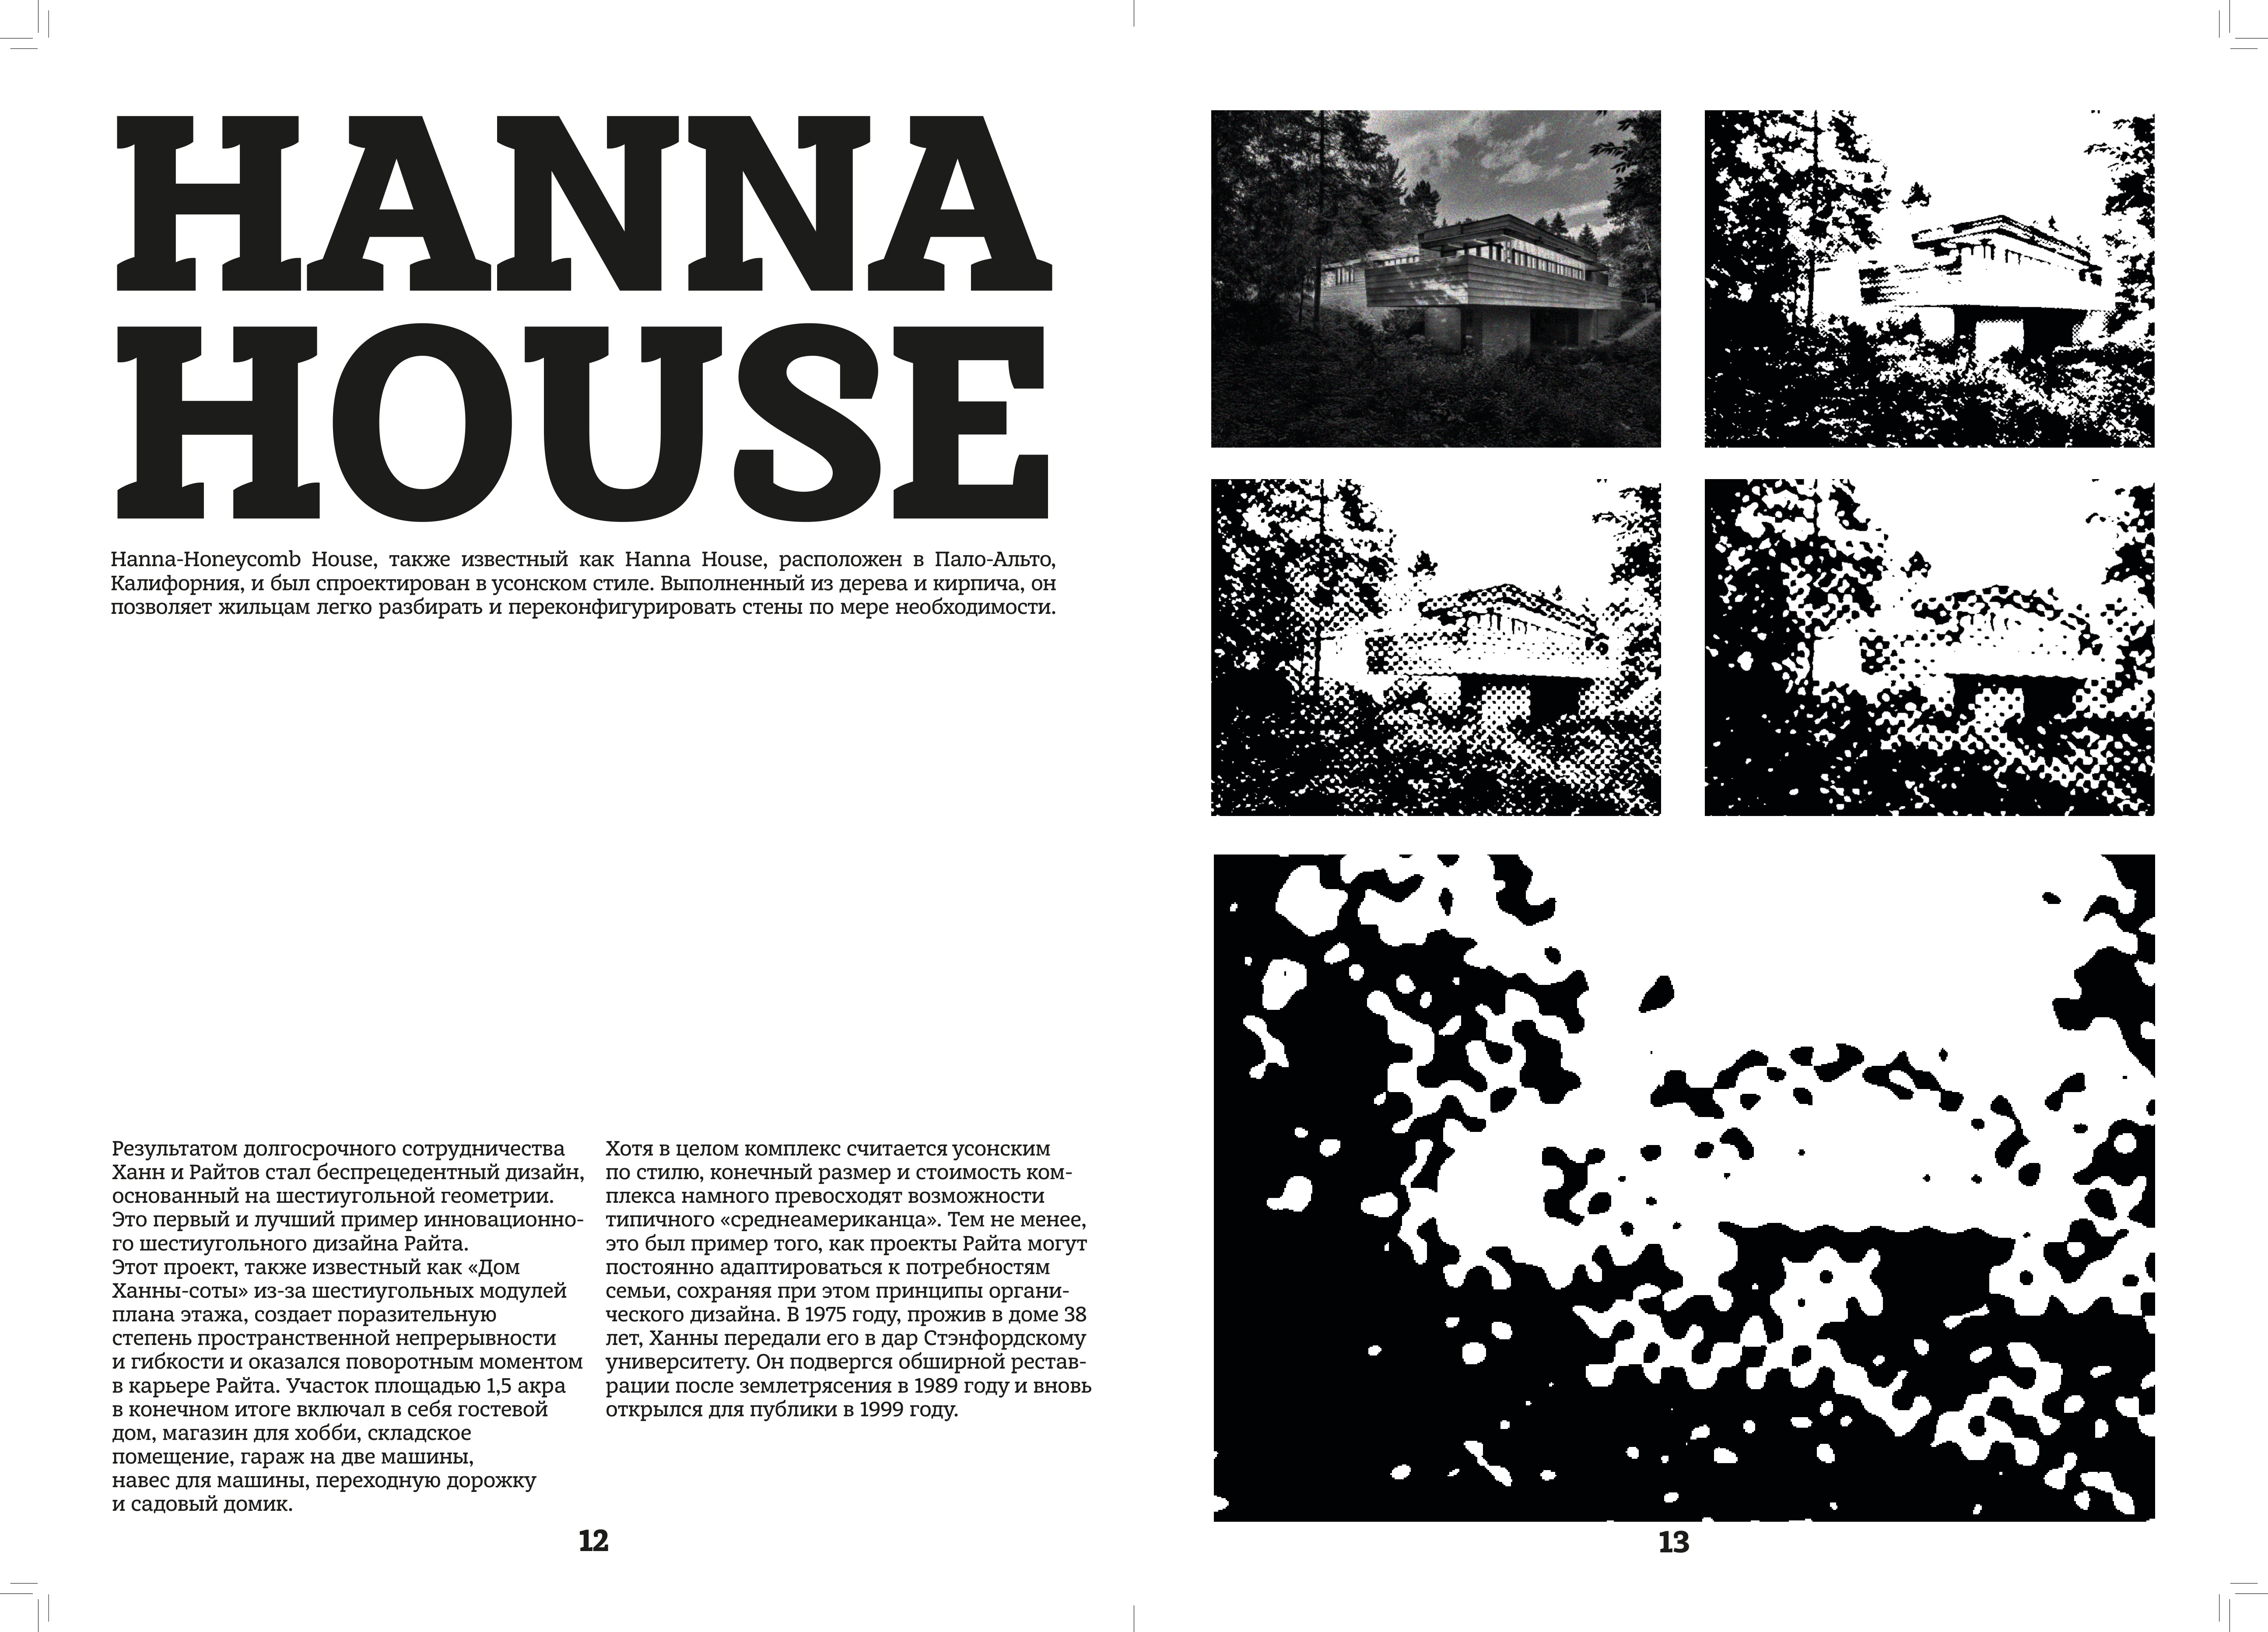 HANNA
HOUSE
Hanna-Honeycomb House, также известный как Hanna House, расположен в Пало-Альто,
Калифорния, и был спроектирован в усонском стиле. Выполненный из дерева и кирпича, он
позволяет жильцам легко разбирать и переконфигурировать стены по мере необходимости.
Результатом долгосрочного сотрудничества
Ханн и Райтов стал беспрецедентный дизайн,
основанный на шестиугольной геометрии.
Это первый и лучший пример инновационно-
го шестиугольного дизайна Райта.
Этот проект, также известный как «Дом
Ханны-соты» из-за шестиугольных модулей
плана этажа, создает поразительную
степень пространственной непрерывности
и гибкости и оказался поворотным моментом
в карьере Райта. Участок площадью 1,5 акра
в конечном итоге включал в себя гостевой
дом, магазин для хобби, складское
помещение, гараж на две машины,
навес для машины, переходную дорожку
и садовый домик.
Хотя в целом комплекс считается усонским
по стилю, конечный размер и стоимость ком-
плекса намного превосходят возможности
типичного «среднеамериканца». Тем не менее,
это был пример того, как проекты Райта могут
постоянно адаптироваться к потребностям
семьи, сохраняя при этом принципы органи-
ческого дизайна. В 1975 году, прожив в доме 38
лет, Ханны передали его в дар Стэнфордскому
университету. Он подвергся обширной рестав-
рации после землетрясения в 1989 году и вновь
открылся для публики в 1999 году.
12
13